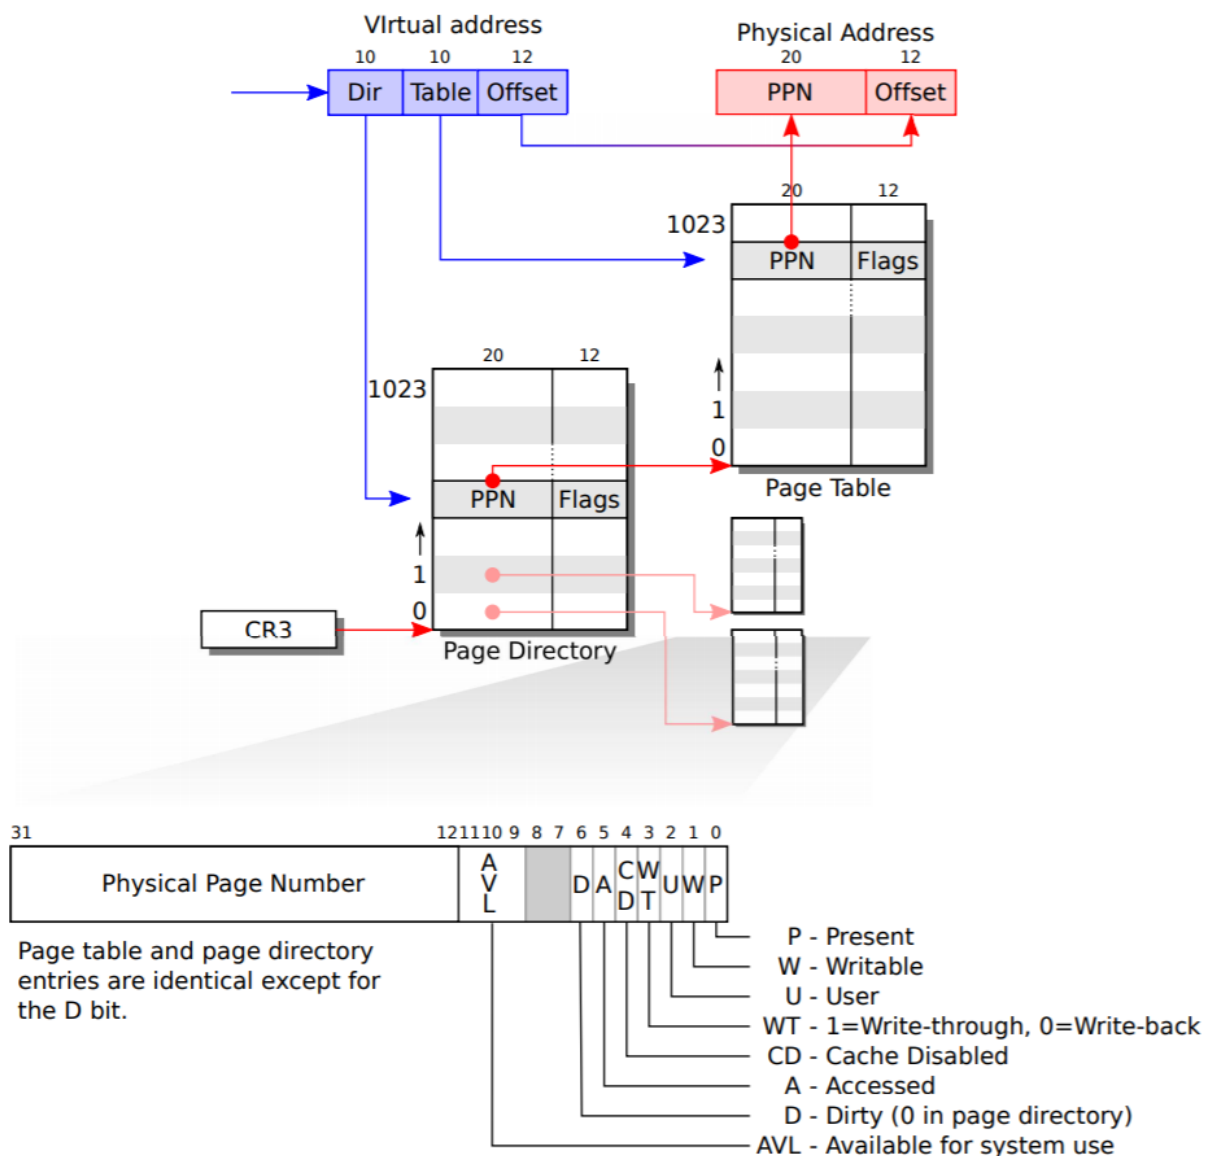 VIrtual address
10 10 12
Dir Table Offset
Physical Address
20 12
PPN Offset
20 12
1023
PPN Flags
1
0
Page Table
20 12
1023
PPN Flags
1
0
Page Directory
CR3
31 12 11 10 9 8 7 6 5 4 3 2 1 0
Physical Page Number AVL D A CD WT U W P
Page table and page directory
entries are identical except for
the D bit.
P - Present
W - Writable
U - User
WT - 1=Write-through, 0=Write-back
CD - Cache Disabled
A - Accessed
D - Dirty (0 in page directory)
AVL - Available for system use